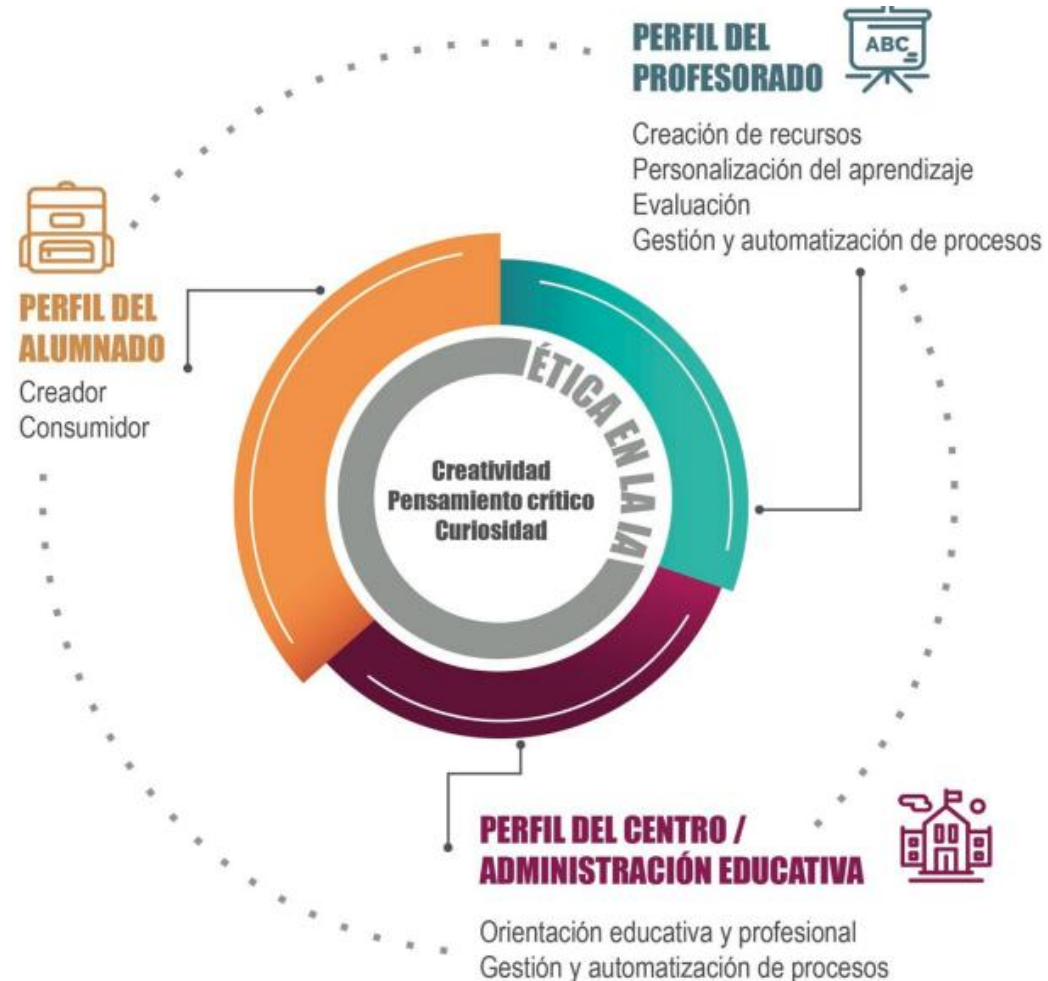 PERFIL DEL
PROFESORADO
ABC
Creación de recursos
Personalización del aprendizaje
Evaluación
Gestión y automatización de procesos
PERFIL DEL
ALUMNADO
Creador
Consumidor
ÉTICA EN LA IA
Creatividad
Pensamiento crítico
Curiosidad
PERFIL DEL CENTRO /
ADMINISTRACIÓN EDUCATIVA
Orientación educativa y profesional
Gestión y automatización de procesos